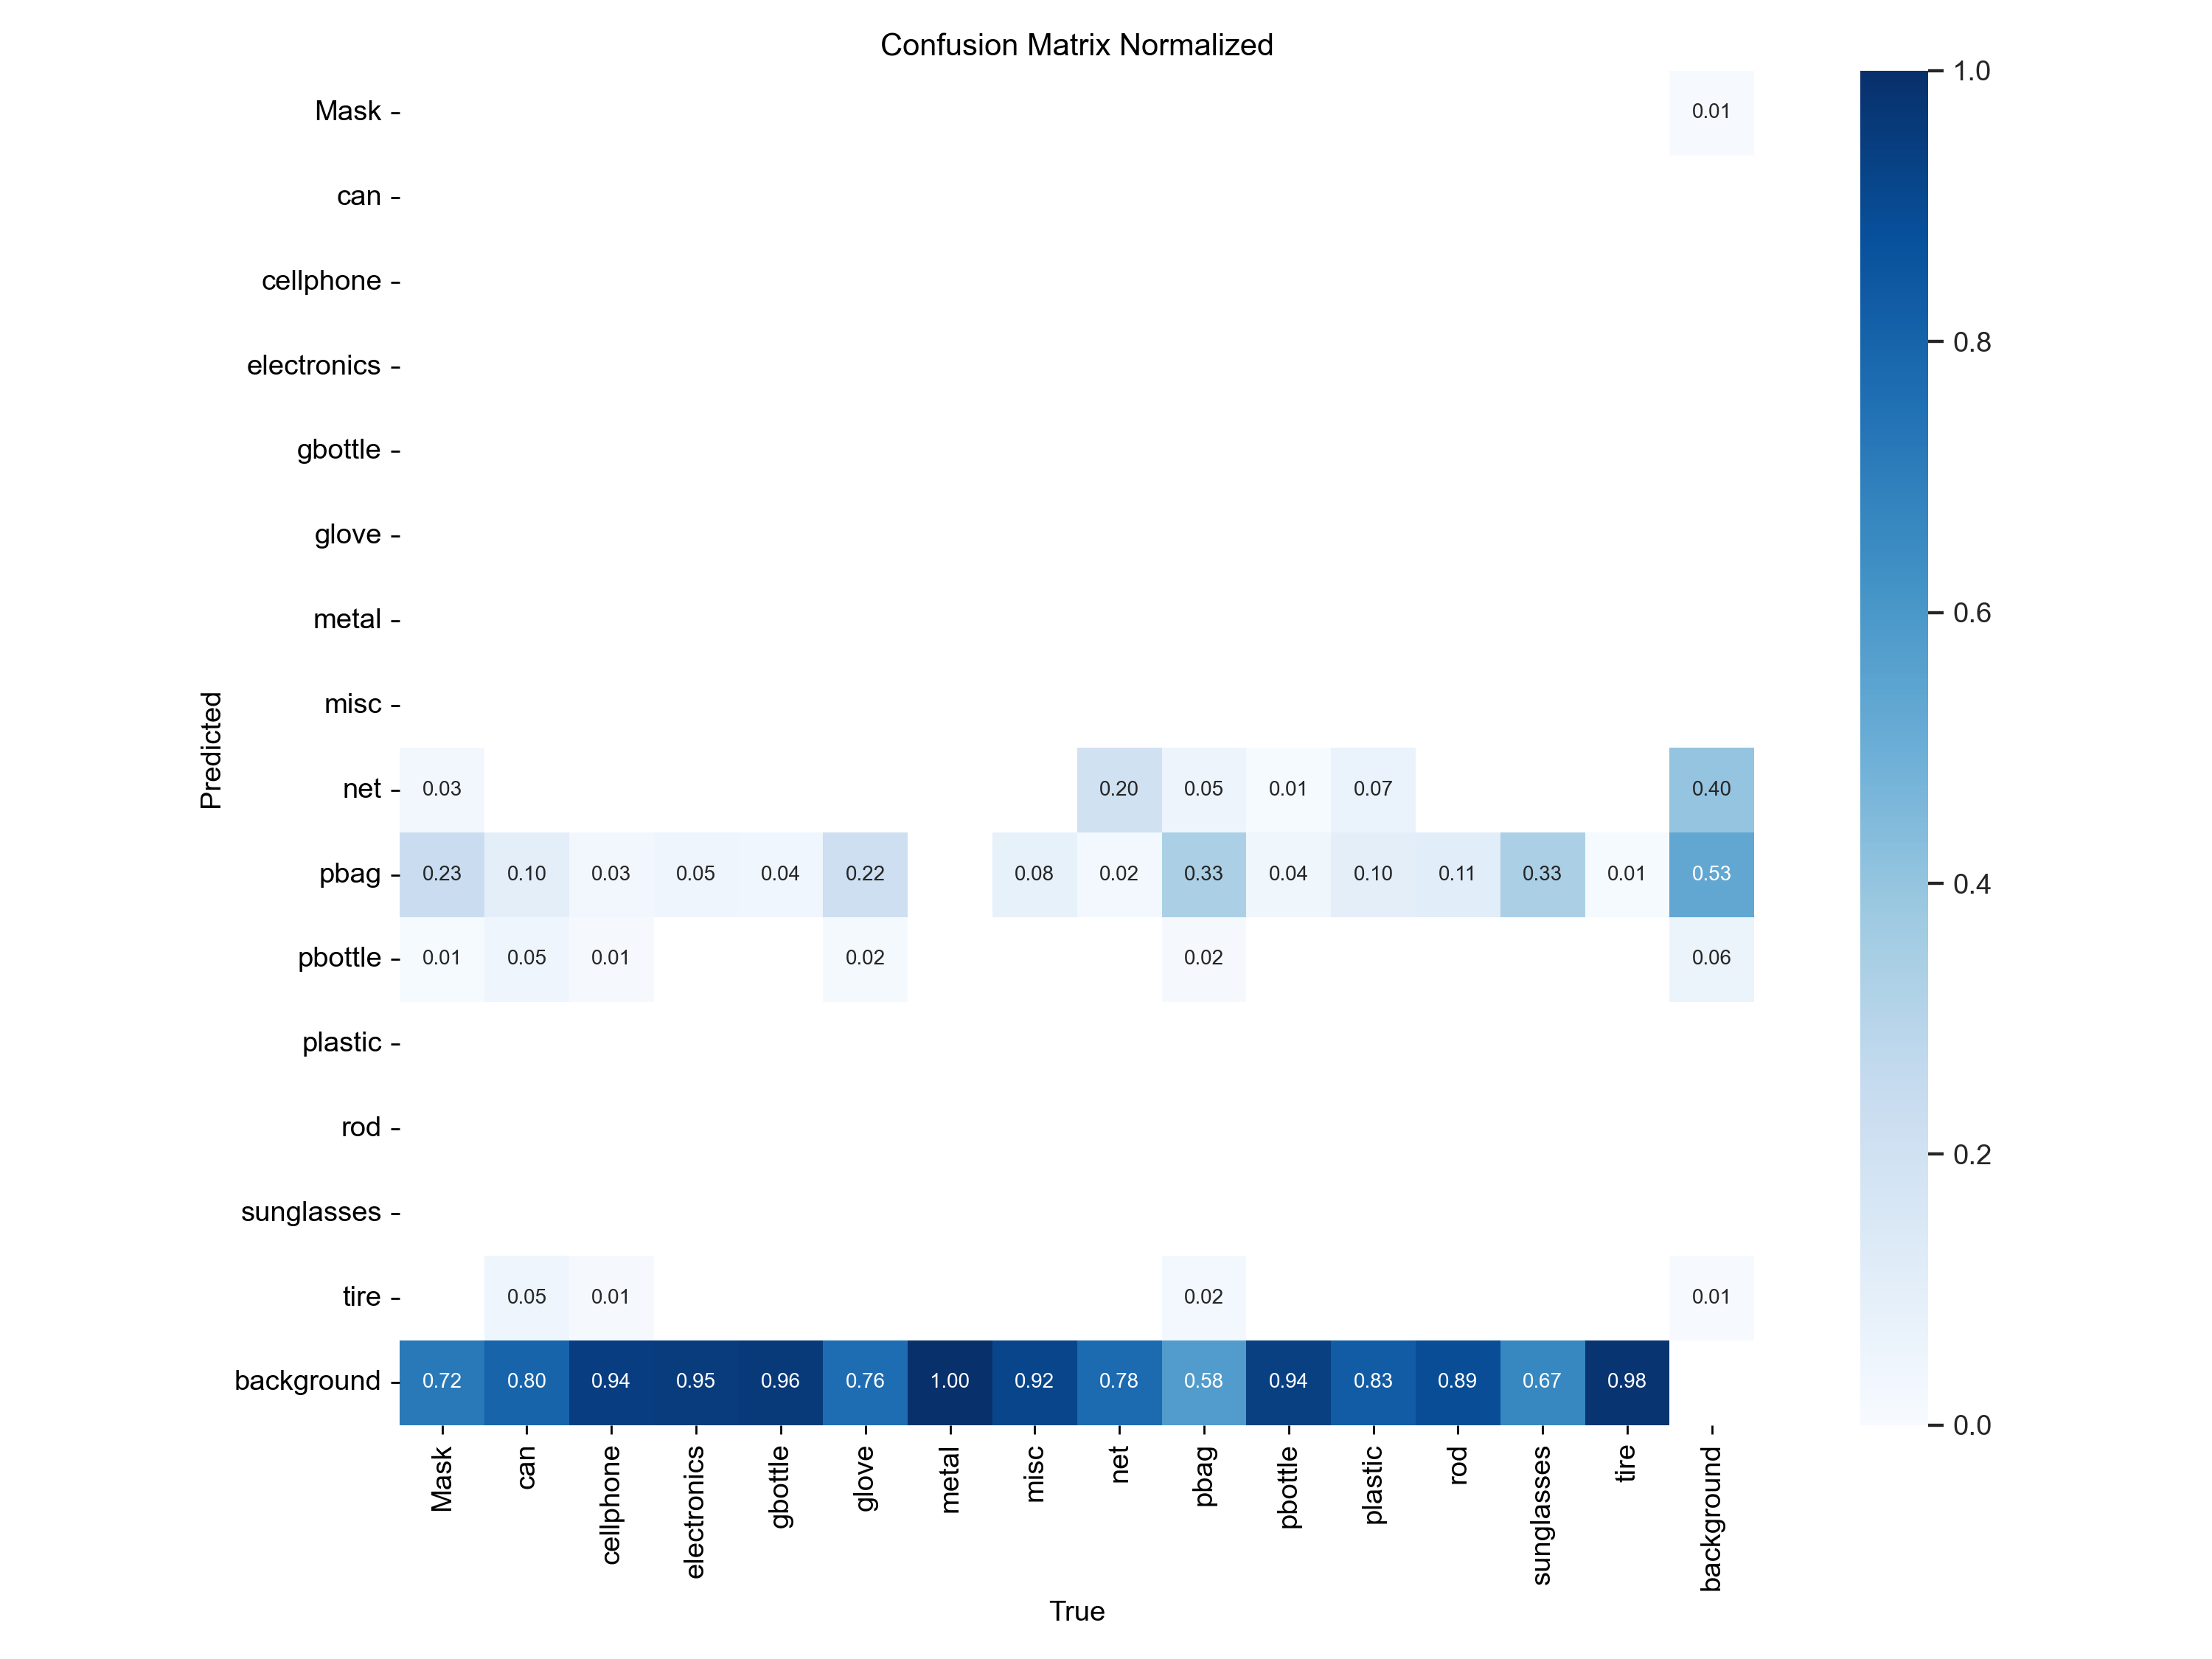 Confusion Matrix Normalized
Mask 0.01
can
cellphone
electronics
gbottle
glove
metal
misc
net 0.03 0.20 0.05 0.01 0.07 0.40
pbag 0.23 0.10 0.03 0.05 0.04 0.22 0.08 0.02 0.33 0.04 0.10 0.11 0.33 0.01 0.53
pbottle 0.01 0.05 0.01 0.02 0.02 0.06
plastic
rod
sunglasses
tire 0.05 0.01 0.02 0.01
background 0.72 0.80 0.94 0.95 0.96 0.76 1.00 0.92 0.78 0.58 0.94 0.83 0.89 0.67 0.98
Predicted
Mask can cellphone electronics gbottle glove metal misc net pbag pbottle plastic rod sunglasses tire background
True
1.0
0.8
0.6
0.4
0.2
0.0